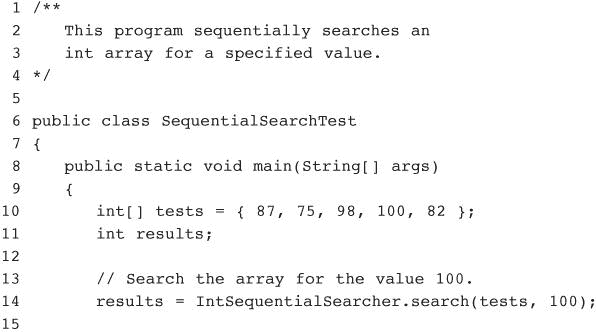 1 /**
2    This program sequentially searches an
3    int array for a specified value.
4 */
5
6 public class SequentialSearchTest
7 {
8    public static void main(String[] args)
9    {
10       int[] tests = { 87, 75, 98, 100, 82 };
11       int results;
12
13       // Search the array for the value 100.
14       results = IntSequentialSearcher.search(tests, 100);
15